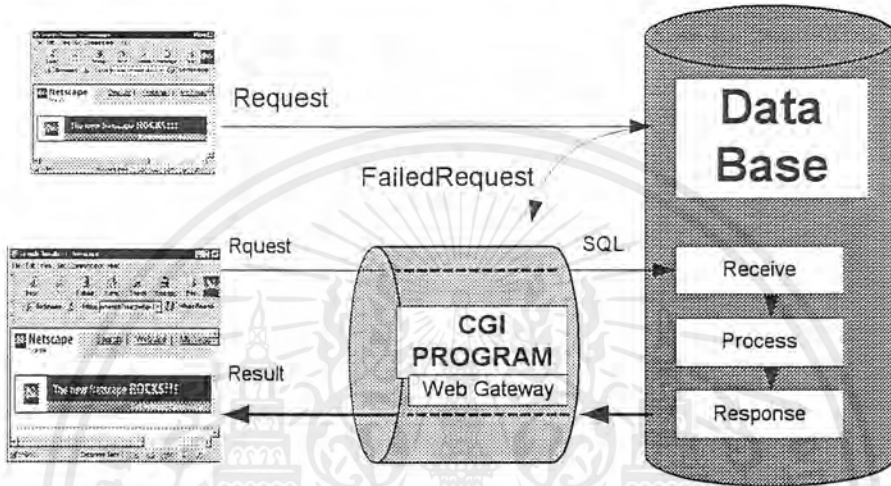 Netscape
The new Netscape ROCKS!!!
Request
Data
Base
FailedRequest
Rquest
SQL
Receive
Netscape
CGI
PROGRAM
Web Gateway
Process
The new Netscape ROCKS!!!
Result
Response